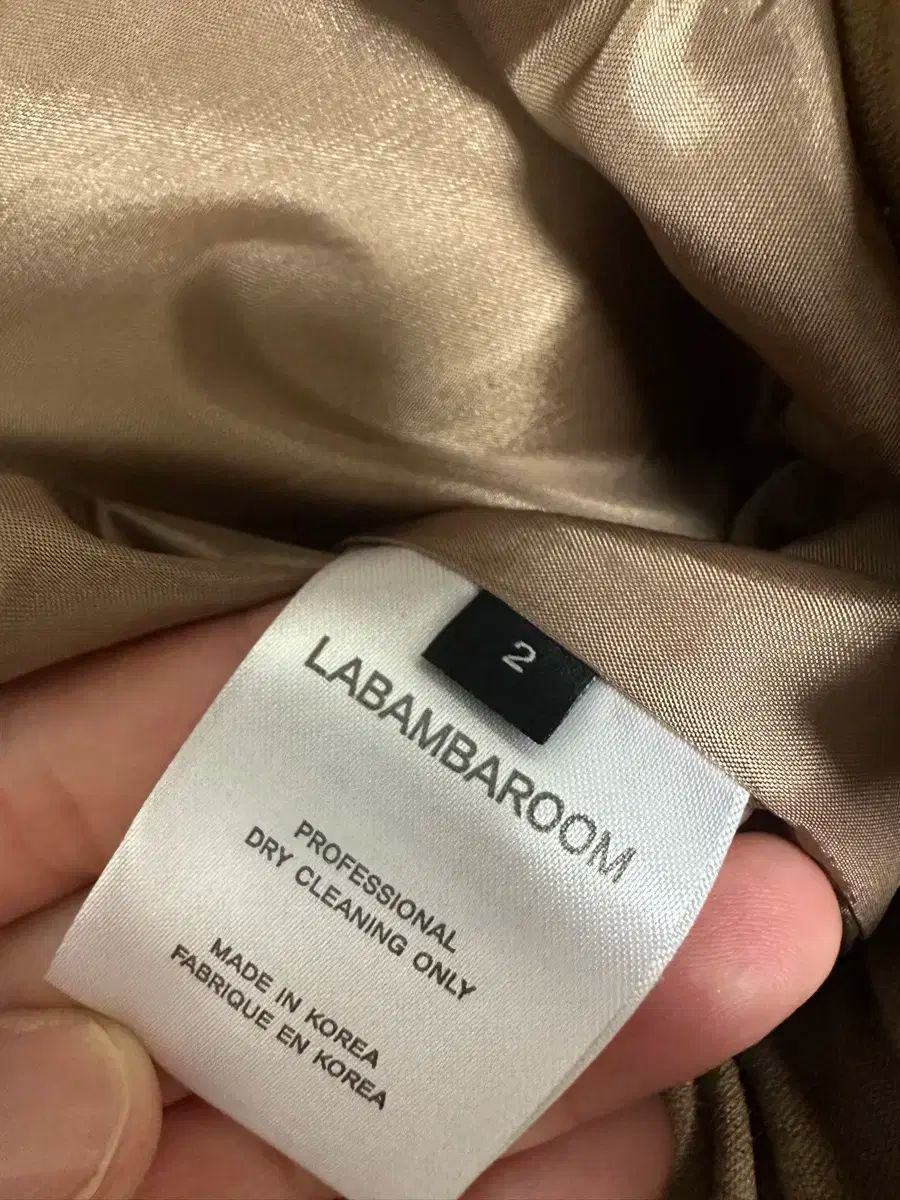 2
LABAMBAROOM
PROFESSIONAL
DRY CLEANING ONLY
MADE IN KOREA
FABRIQUE EN KOREA